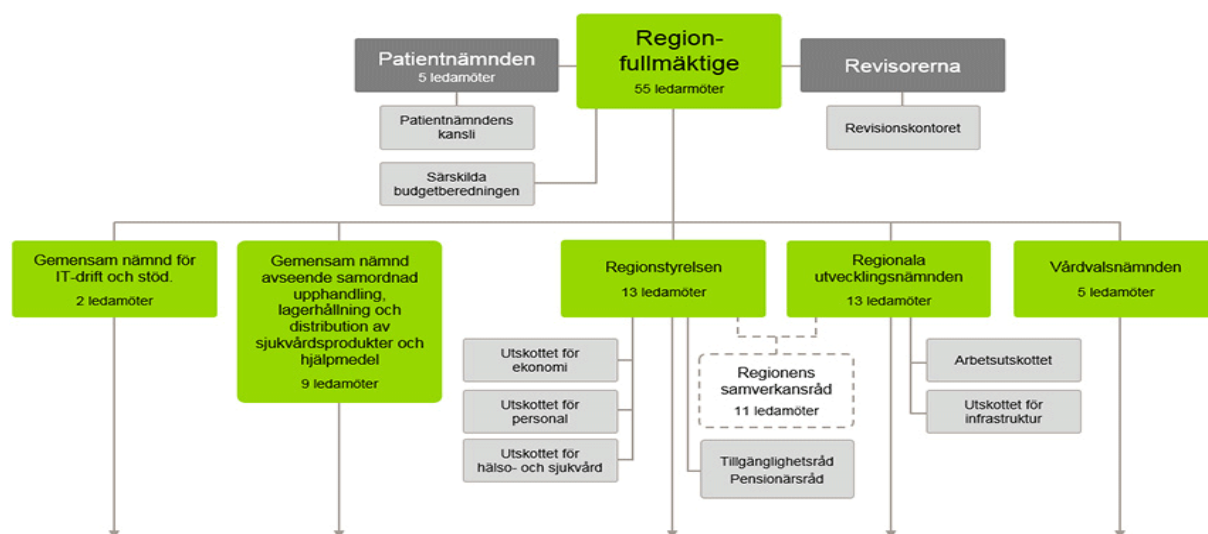 Region-
fullmäktige
55 ledarmöter
Patientnämnden
5 ledamöter
Revisorerna
Patientnämndens
kansli
Revisionskontoret
Särskilda
budgetberedningen
Gemensam nämnd för
IT-drift och stöd.
2 ledamöter
Gemensam nämnd
avseende samordnad
upphandling,
lagerhållning och
distribution av
sjukvårdsprodukter och
hjälpmedel
9 ledamöter
Regionstyrelsen
13 ledamöter
Regionala
utvecklingsnämnden
13 ledamöter
Vårdvalsnämnden
5 ledamöter
Utskottet för
ekonomi
Utskottet för
personal
Utskottet för
hälso- och sjukvård
Regionens
samverkansråd
11 ledamöter
Tillgänglighetsråd
Pensionärsråd
Arbetsutskottet
Utskottet för
infrastruktur